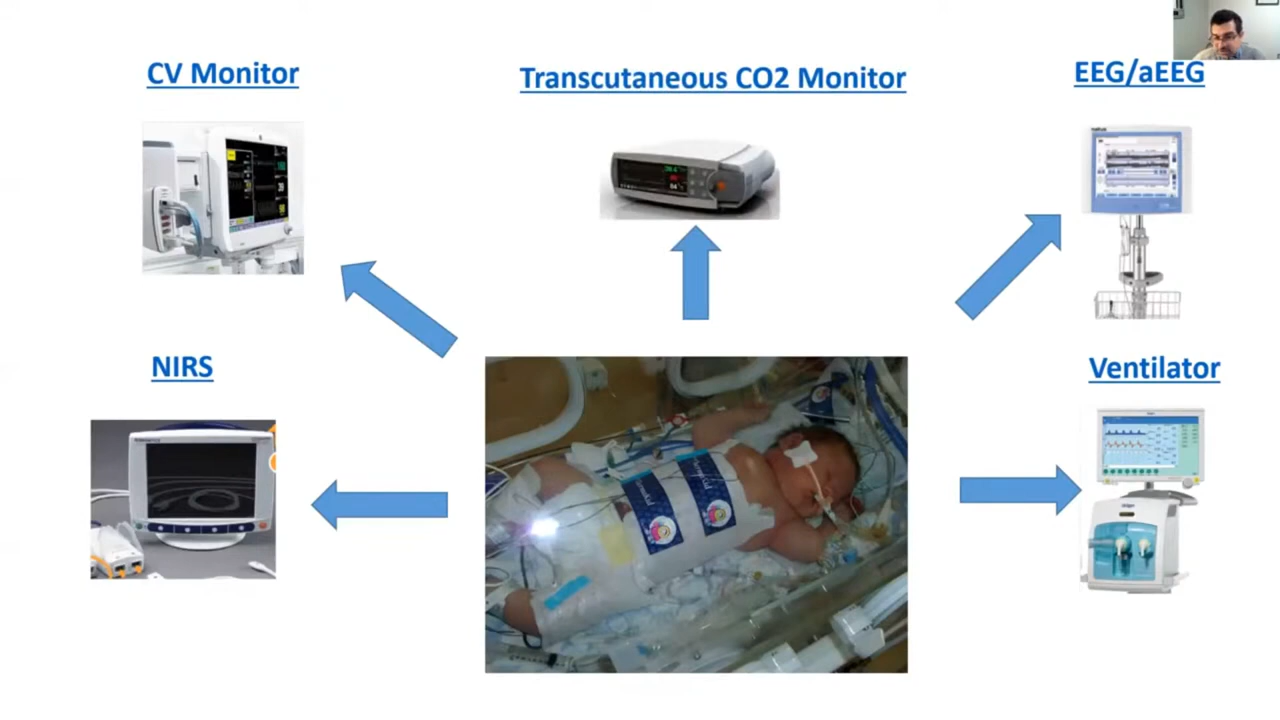 CV Monitor
Transcutaneous CO2 Monitor
EEG/aEEG
NIRS
Ventilator